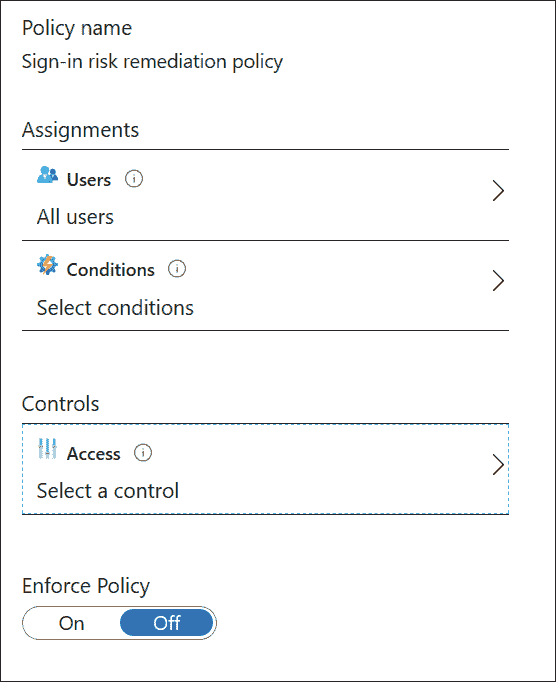 Policy name
Sign-in risk remediation policy
Assignments
Users
All users
Conditions
Select conditions
Controls
Access
Select a control
Enforce Policy
On Off